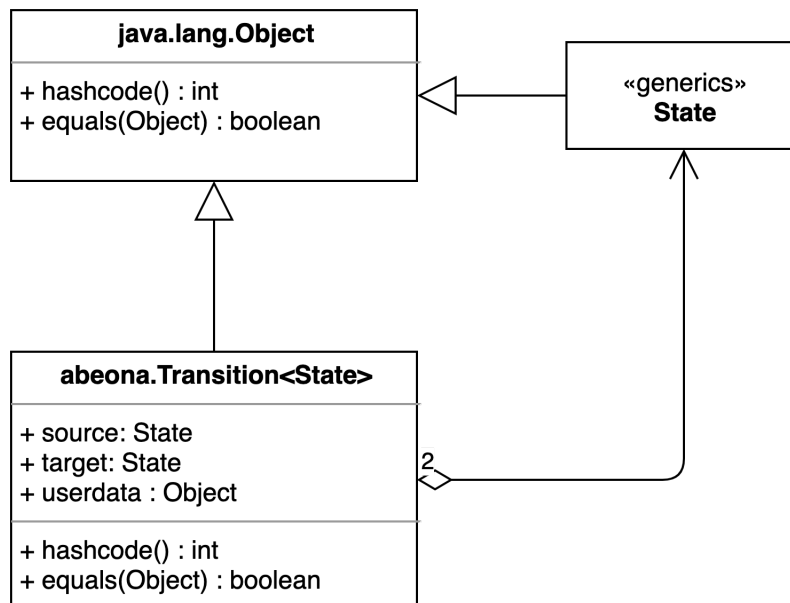 java.lang.Object
+ hashcode() : int
+ equals(Object) : boolean
«generics»
State
abeona.Transition<State>
+ source: State
+ target: State
+ userdata : Object
2
+ hashcode() : int
+ equals(Object) : boolean